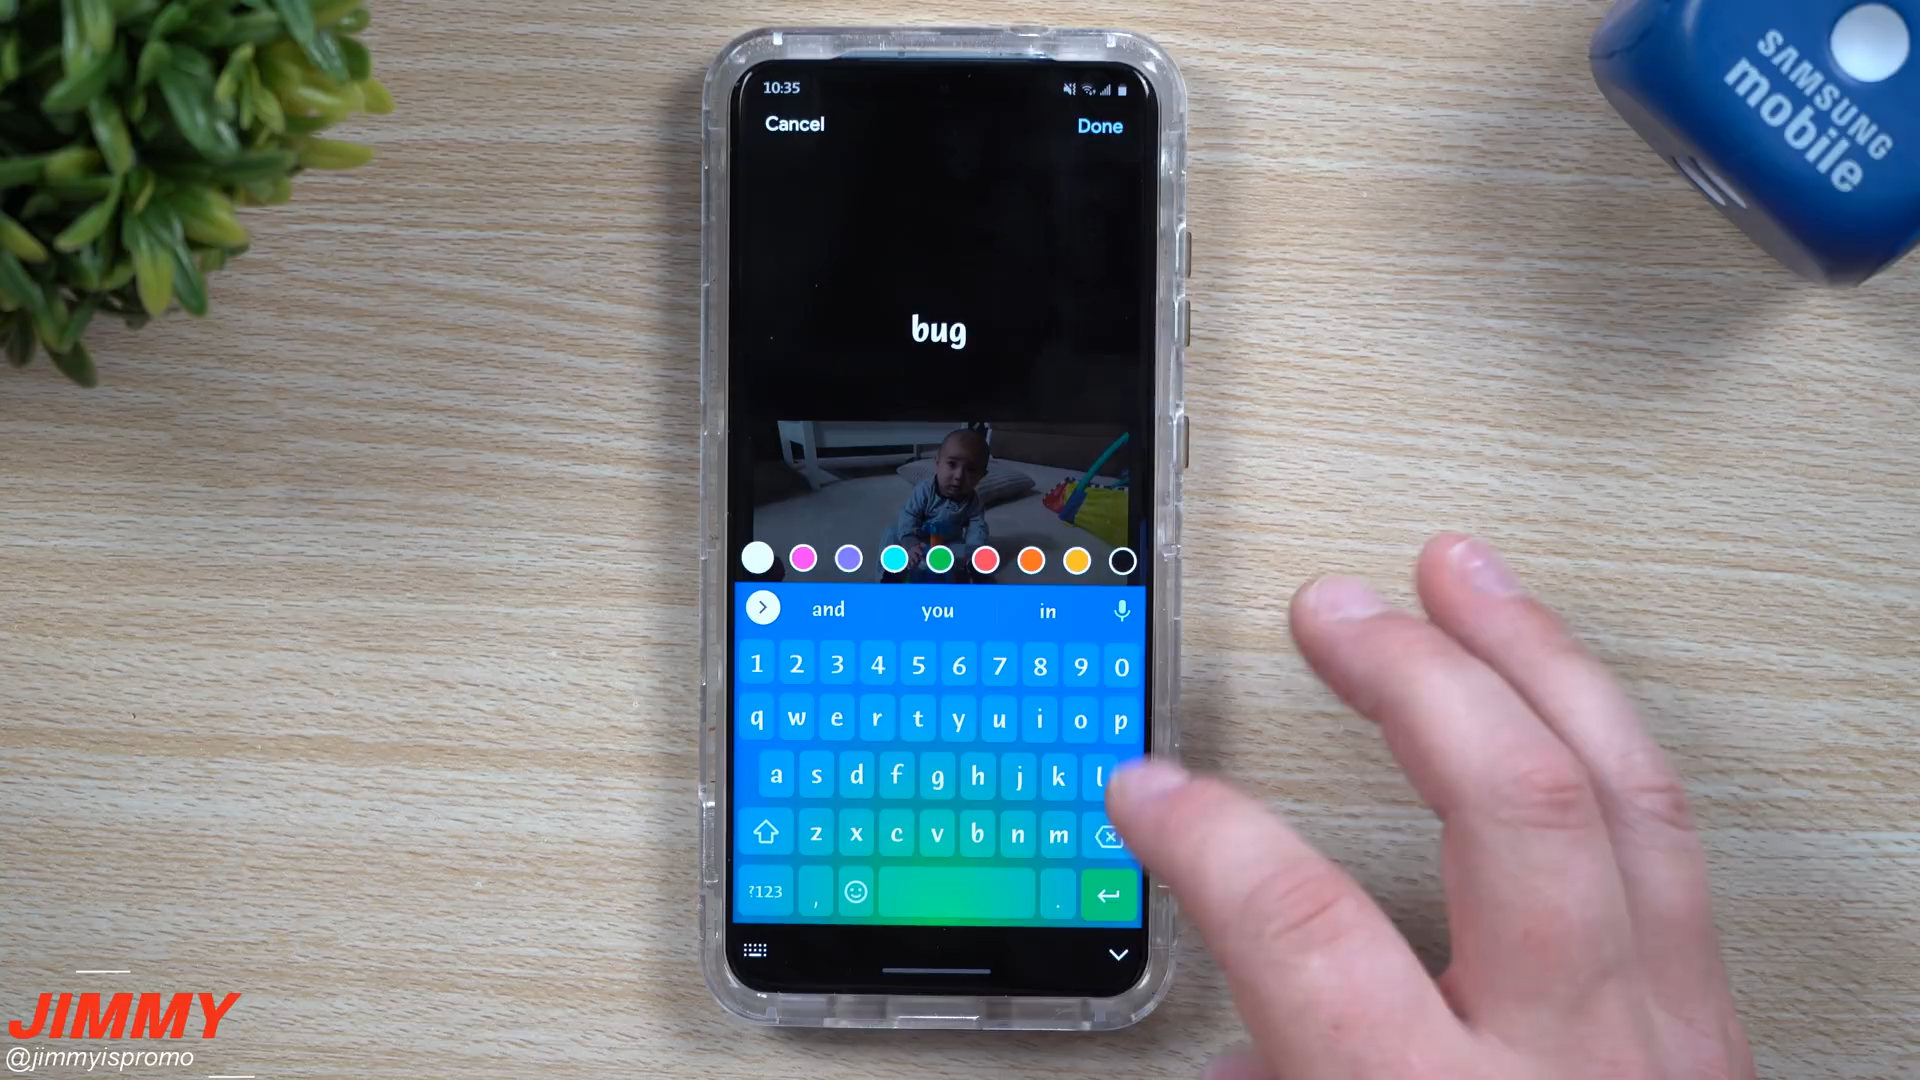 10:35
Cancel
Done
bug
and you in
1 2 3 4 5 6 7 8 9 0
q w e r t y u i o p
a s d f g h j k l
z x c v b n m
?123 , .
SAMSUNG
mobile
JIMMY
@jimmyispromo